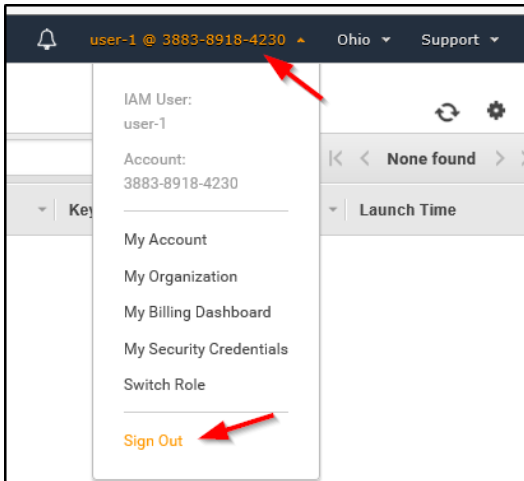 user-1 @ 3883-8918-4230 Ohio Support
IAM User:
user-1
Account:
3883-8918-4230
None found
Launch Time
My Account
My Organization
My Billing Dashboard
My Security Credentials
Switch Role
Sign Out